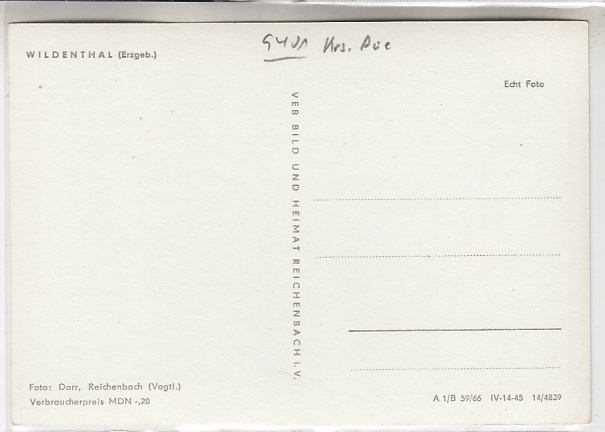 9401 Krs. Aue
WILDENTHAL (Erzgeb.)
Echt Foto
VEB BILD UND HEIMAT REICHENBACH i. V.
Foto: Darr, Reichenbach (Vogtl.)
Verbraucherpreis MDN -,20
A 1/B 59/66 IV-14-45 14/4839